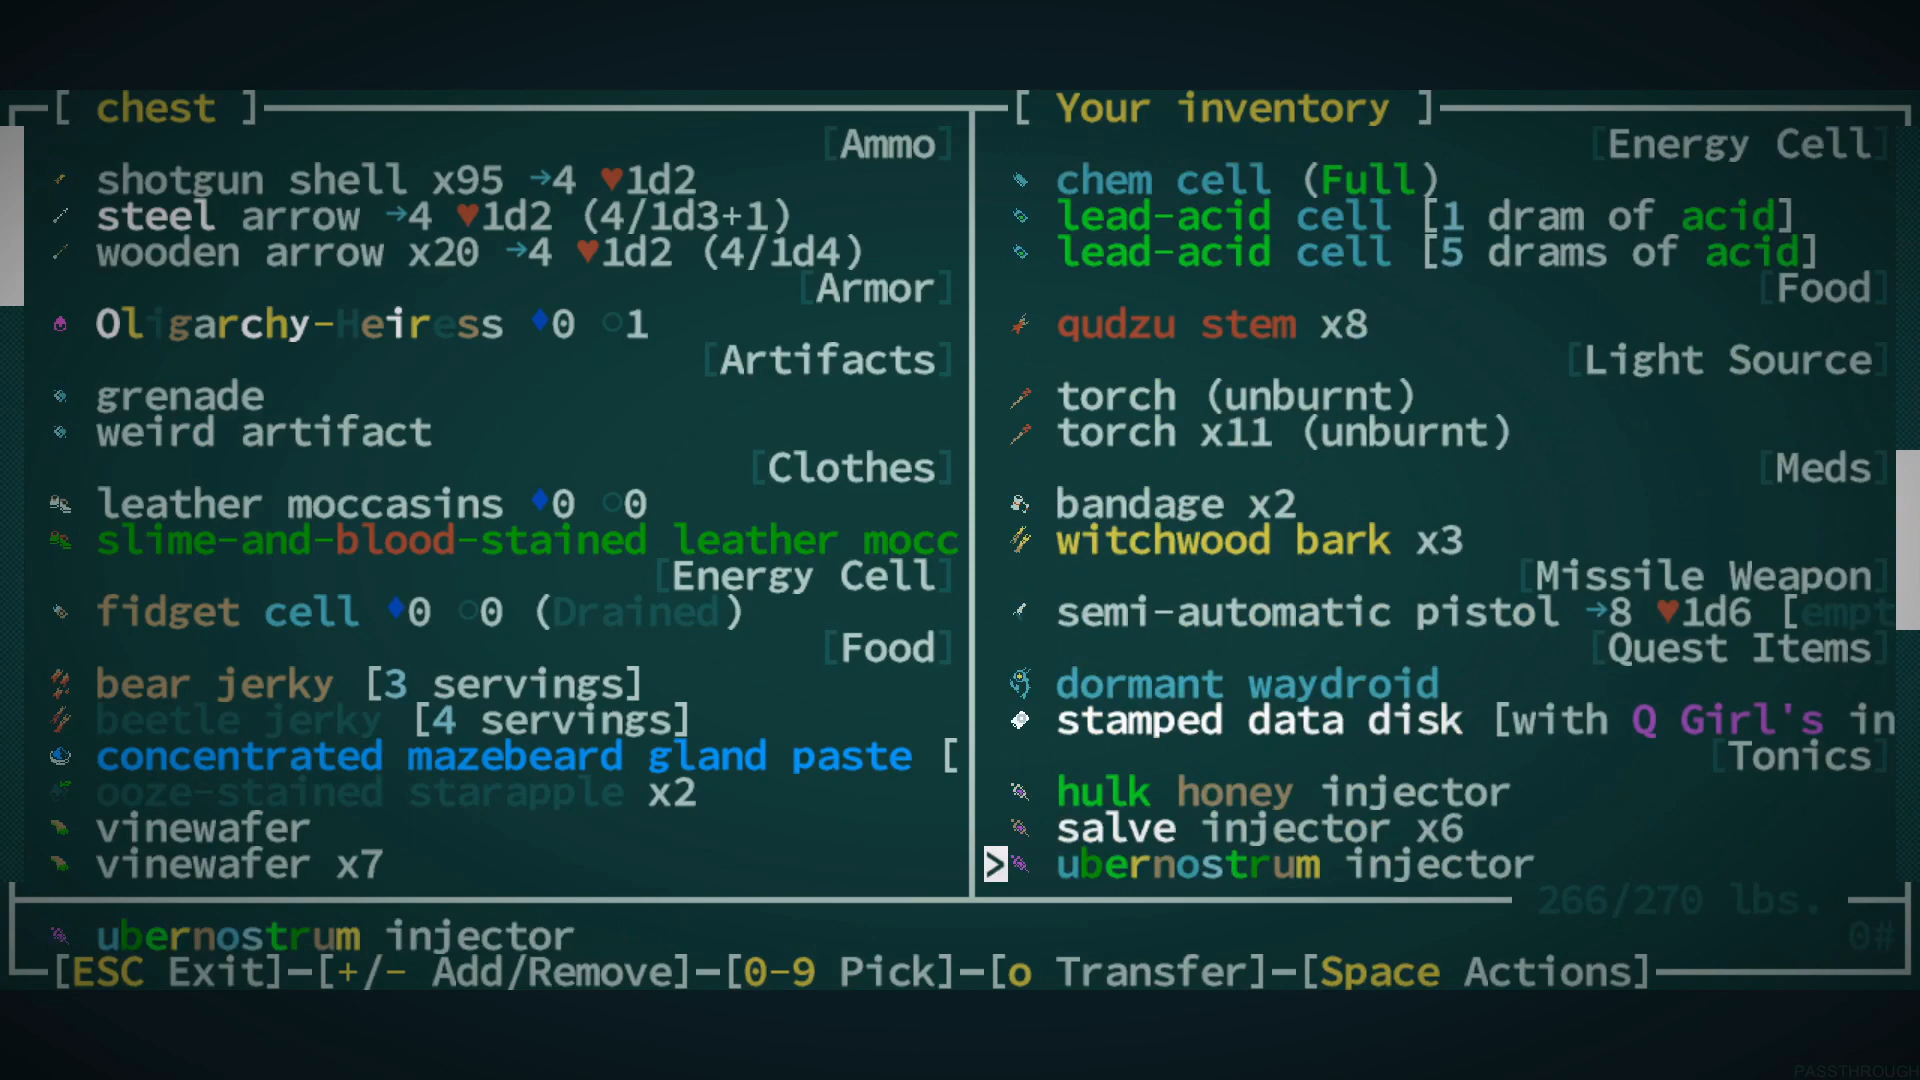 [ chest ]
[Ammo]
shotgun shell x95 →4 ♥1d2
steel arrow →4 ♥1d2 (4/1d3+1)
wooden arrow x20 →4 ♥1d2 (4/1d4)
[Armor]
Oligarchy-Heiress ♦0 ○1
[Artifacts]
grenade
weird artifact
[Clothes]
leather moccasins ♦0 ○0
slime-and-blood-stained leather mocc
[Energy Cell]
fidget cell ♦0 ○0 (Drained)
[Food]
bear jerky [3 servings]
beetle jerky [4 servings]
concentrated mazebeard gland paste [
ooze-stained starapple x2
vinewafer
vinewafer x7
[ Your inventory ]
[Energy Cell]
chem cell (Full)
lead-acid cell [1 dram of acid]
lead-acid cell [5 drams of acid]
[Food]
qudzu stem x8
[Light Source]
torch (unburnt)
torch x11 (unburnt)
[Meds]
bandage x2
witchwood bark x3
[Missile Weapon]
semi-automatic pistol →8 ♥1d6 [empt
[Quest Items]
dormant waydroid
stamped data disk [with Q Girl's in
[Tonics]
hulk honey injector
salve injector x6
> ubernostrum injector
266/270 lbs.
ubernostrum injector
0#
[ESC Exit]-[+/- Add/Remove]-[0-9 Pick]-[o Transfer]-[Space Actions]
PASSTHROUGH